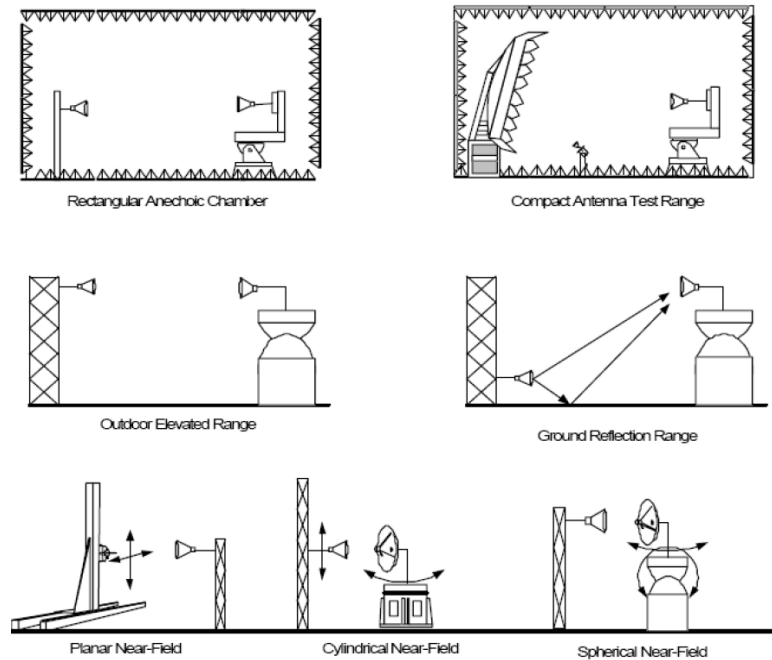 Rectangular Anechoic Chamber
Compact Antenna Test Range
Outdoor Elevated Range
Ground Reflection Range
Planar Near-Field
Cylindrical Near-Field
Spherical Near-Field